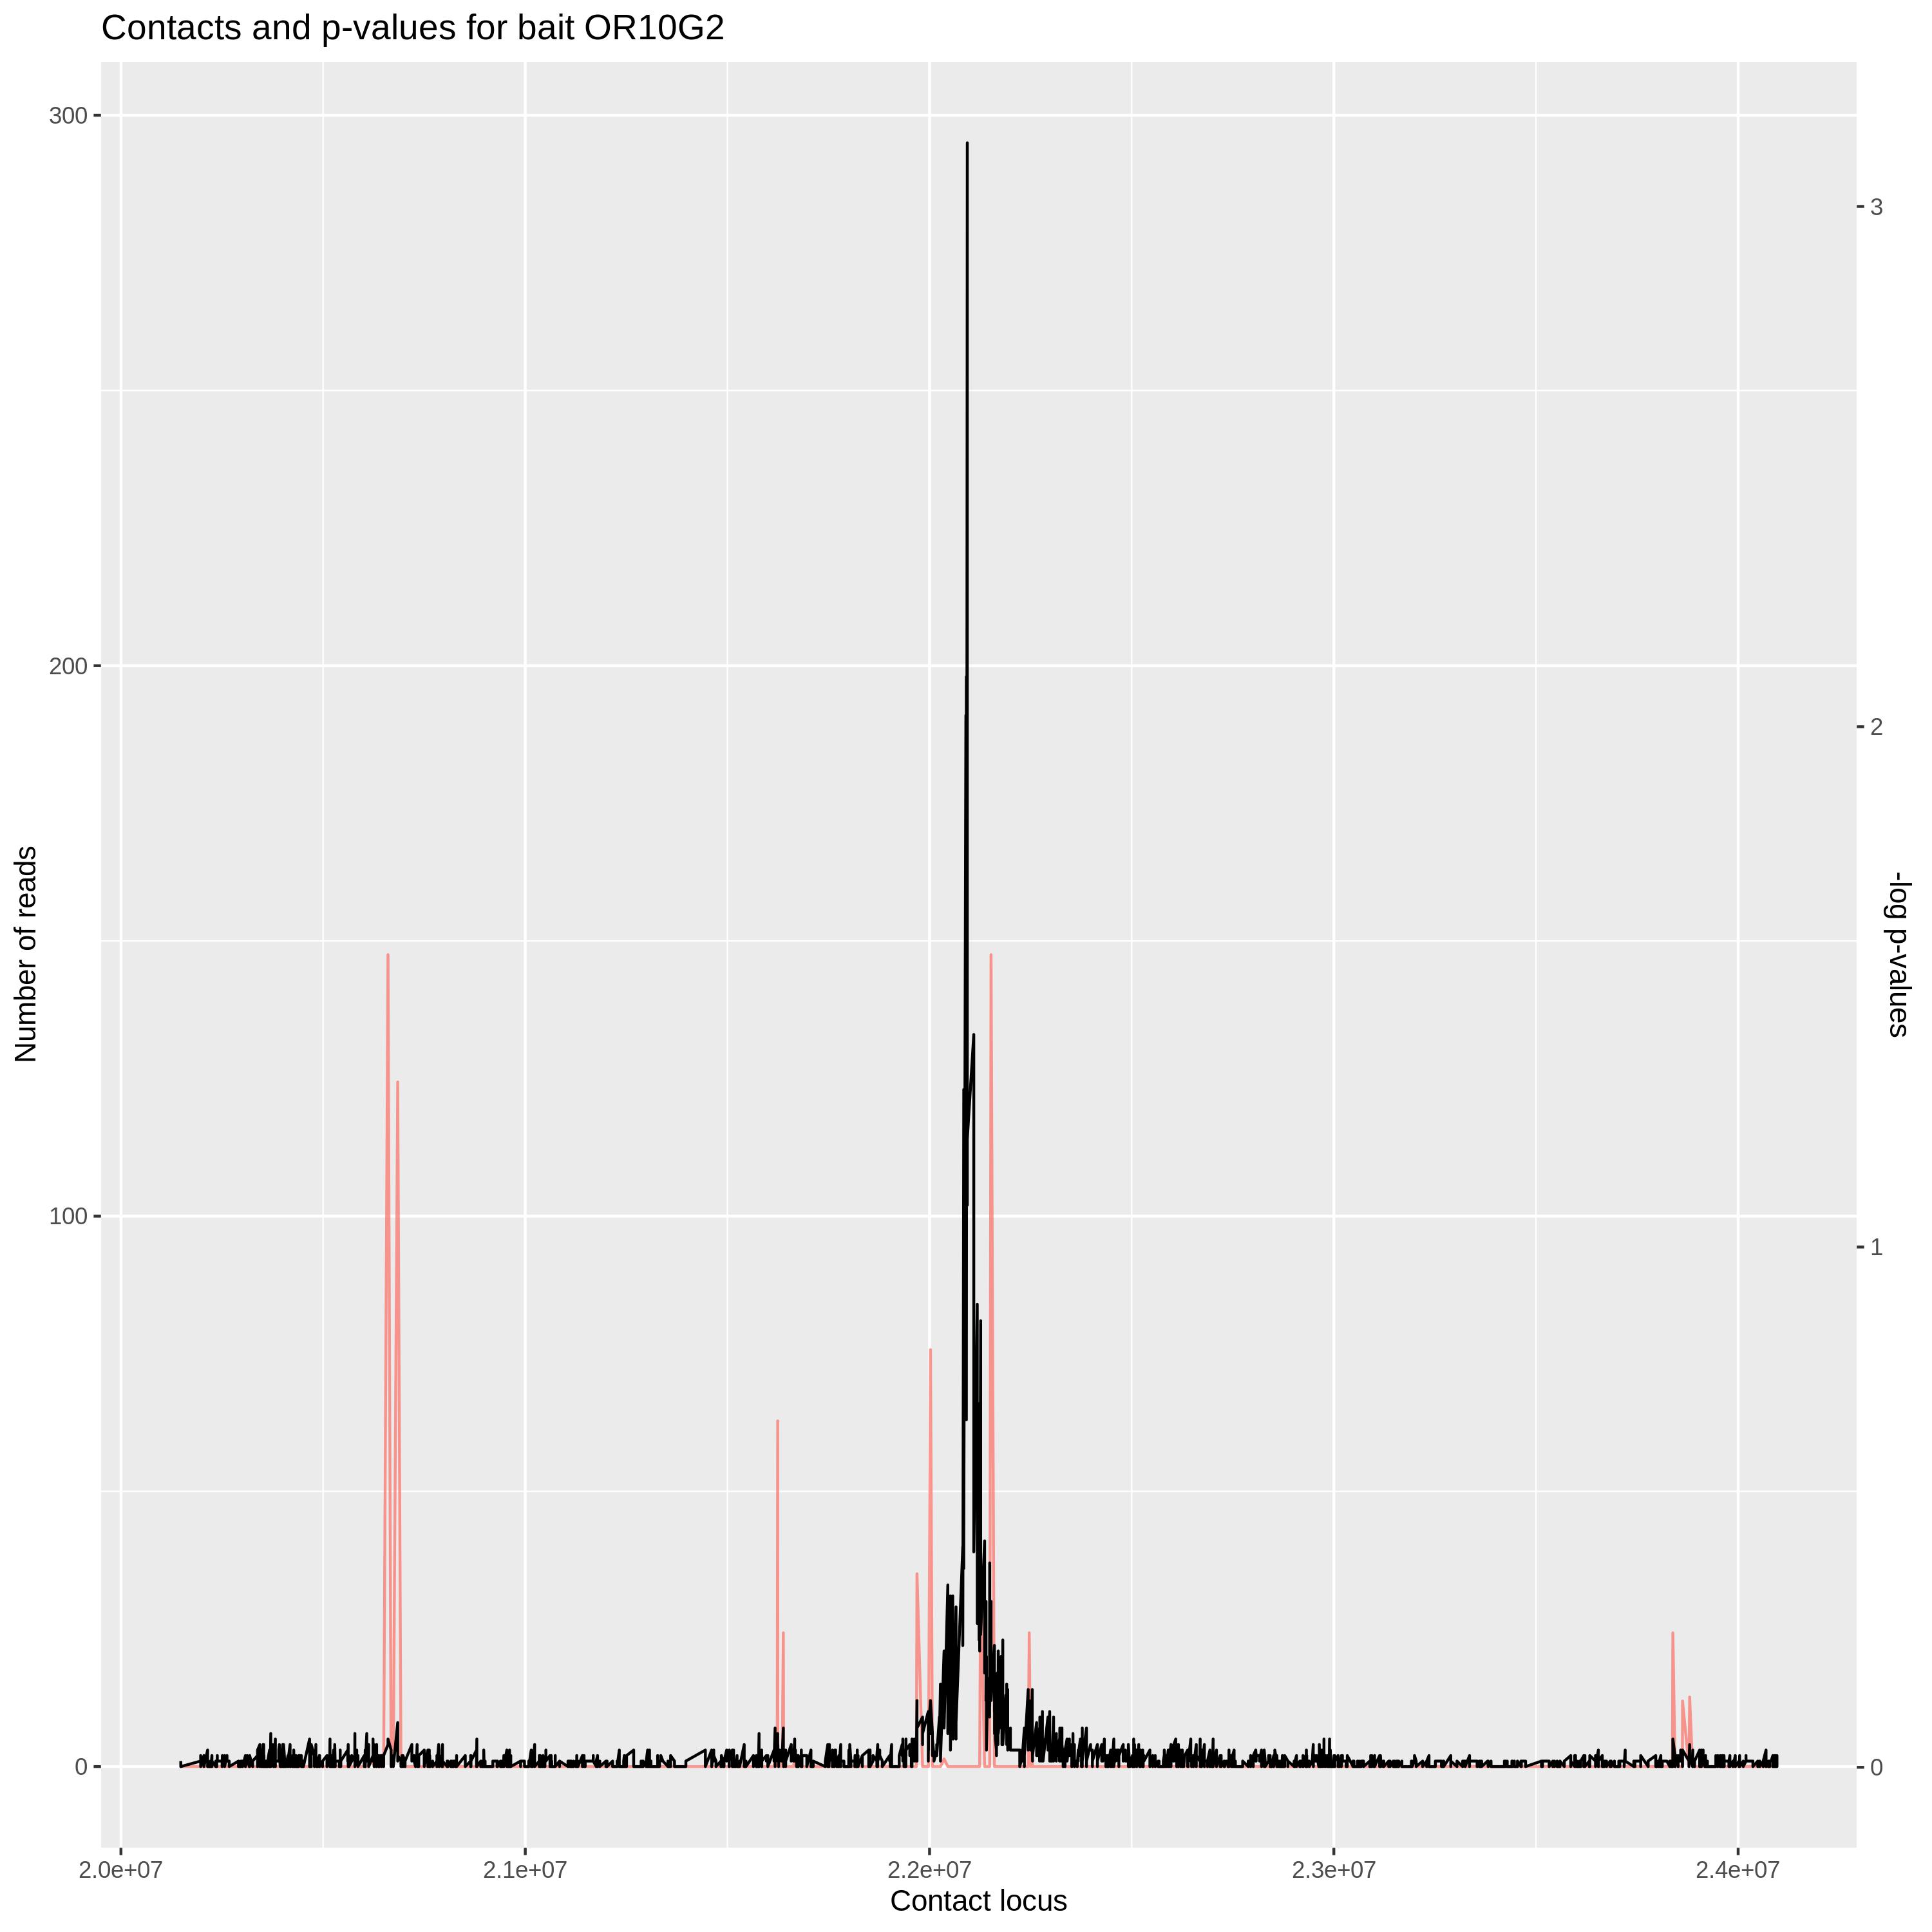 Contacts and p-values for bait OR10G2
300
200
100
0
Number of reads
3
2
1
0
-log p-values
2.0e+07 2.1e+07 2.2e+07 2.3e+07 2.4e+07
Contact locus